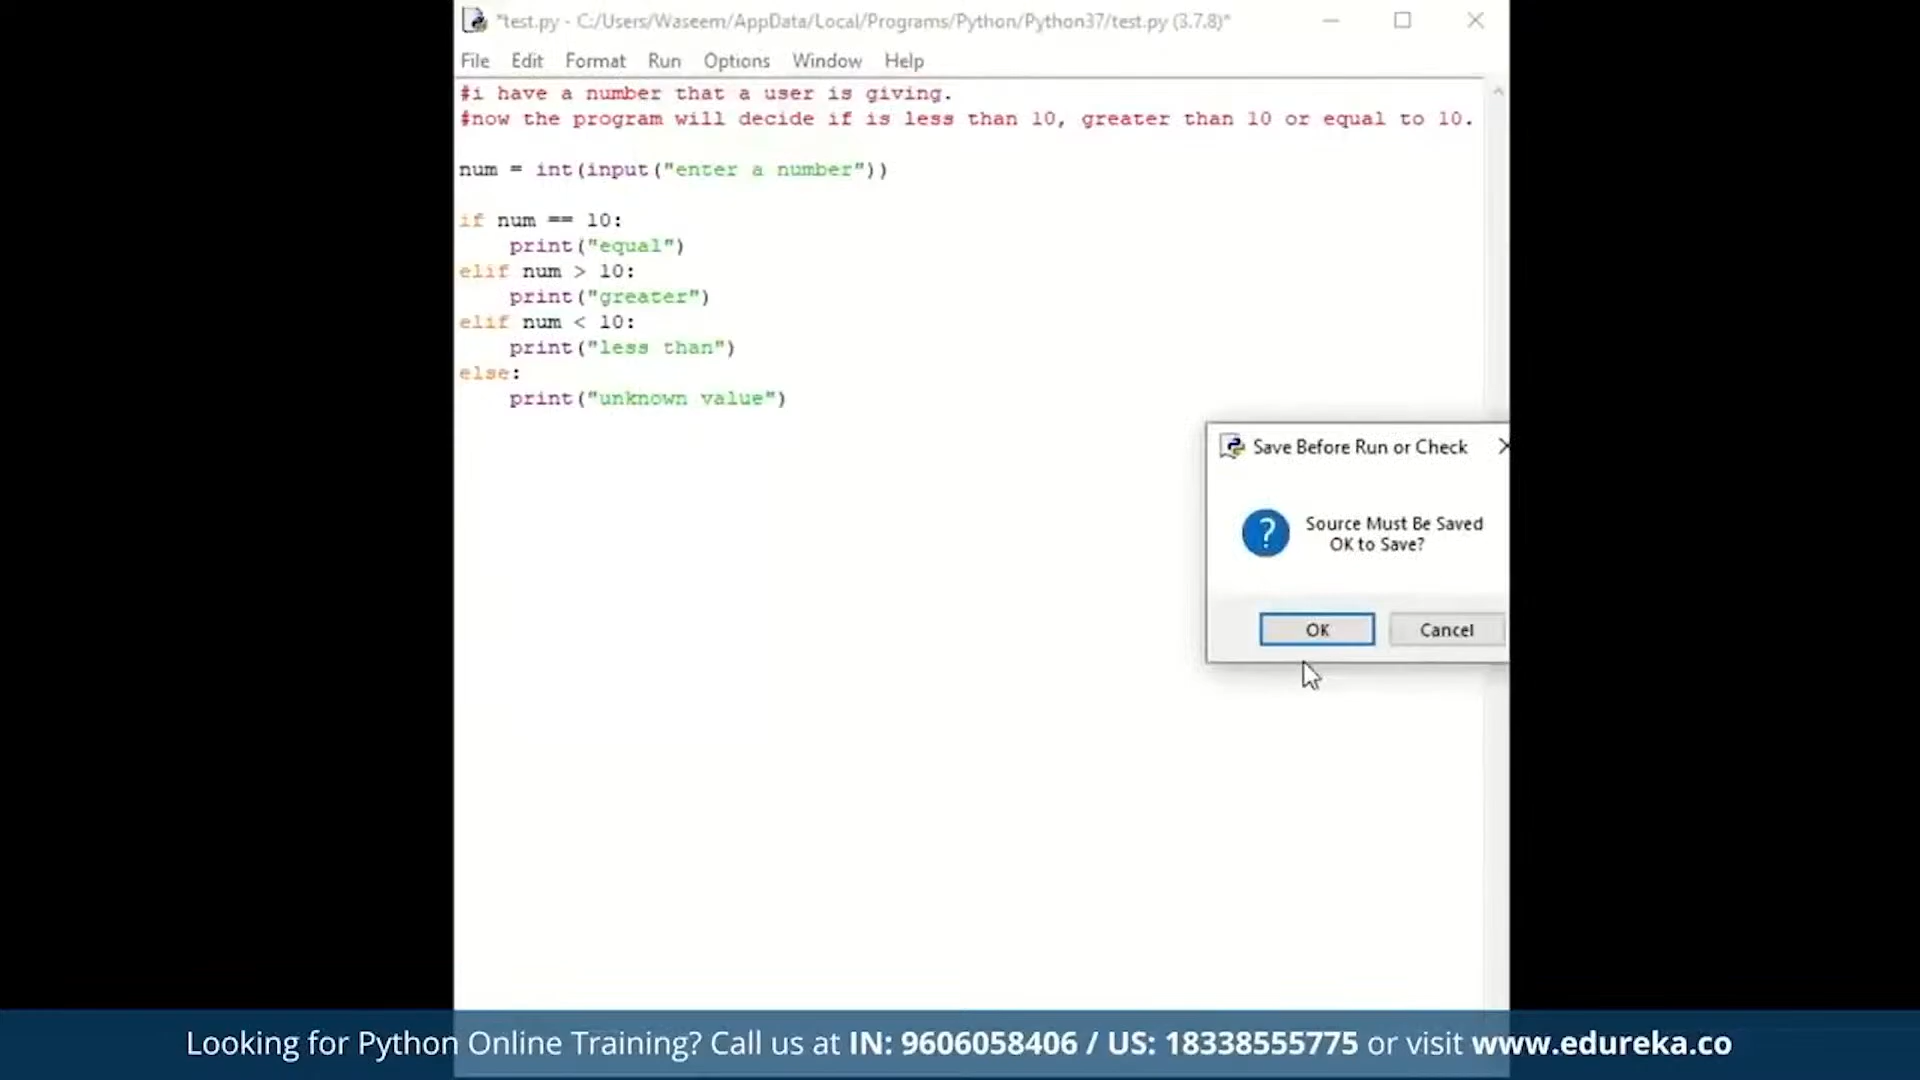 *test.py - C:/Users/Waseem/AppData/Local/Programs/Python/Python37/test.py (3.7.8)*
File Edit Format Run Options Window Help
#i have a number that a user is giving.
#now the program will decide if is less than 10, greater than 10 or equal to 10.
num = int(input("enter a number"))
if num == 10:
    print("equal")
elif num > 10:
    print("greater")
elif num < 10:
    print("less than")
else:
    print("unknown value")
Save Before Run or Check
Source Must Be Saved
OK to Save?
OK Cancel
Looking for Python Online Training? Call us at IN: 9606058406 / US: 18338555775 or visit www.edureka.co